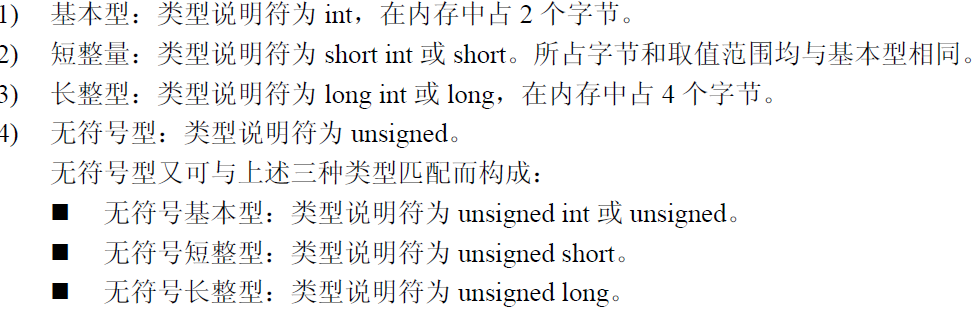 1) 基本型：类型说明符为 int，在内存中占 2 个字节。
2) 短整量：类型说明符为 short int 或 short。所占字节和取值范围均与基本型相同。
3) 长整型：类型说明符为 long int 或 long，在内存中占 4 个字节。
4) 无符号型：类型说明符为 unsigned。
无符号型又可与上述三种类型匹配而构成：
■ 无符号基本型：类型说明符为 unsigned int 或 unsigned。
■ 无符号短整型：类型说明符为 unsigned short。
■ 无符号长整型：类型说明符为 unsigned long。